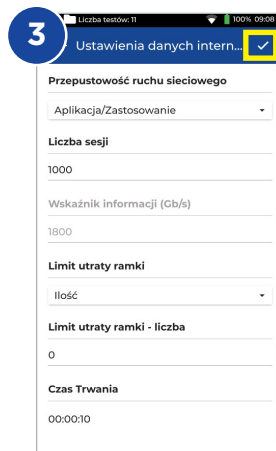 3
Liczba testów: 11 100% 09:08
Ustawienia danych intern...
Przepustowość ruchu sieciowego
Aplikacja/Zastosowanie
Liczba sesji
1000
Wskaźnik informacji (Gb/s)
1800
Limit utraty ramki
Ilość
Limit utraty ramki - liczba
0
Czas Trwania
00:00:10